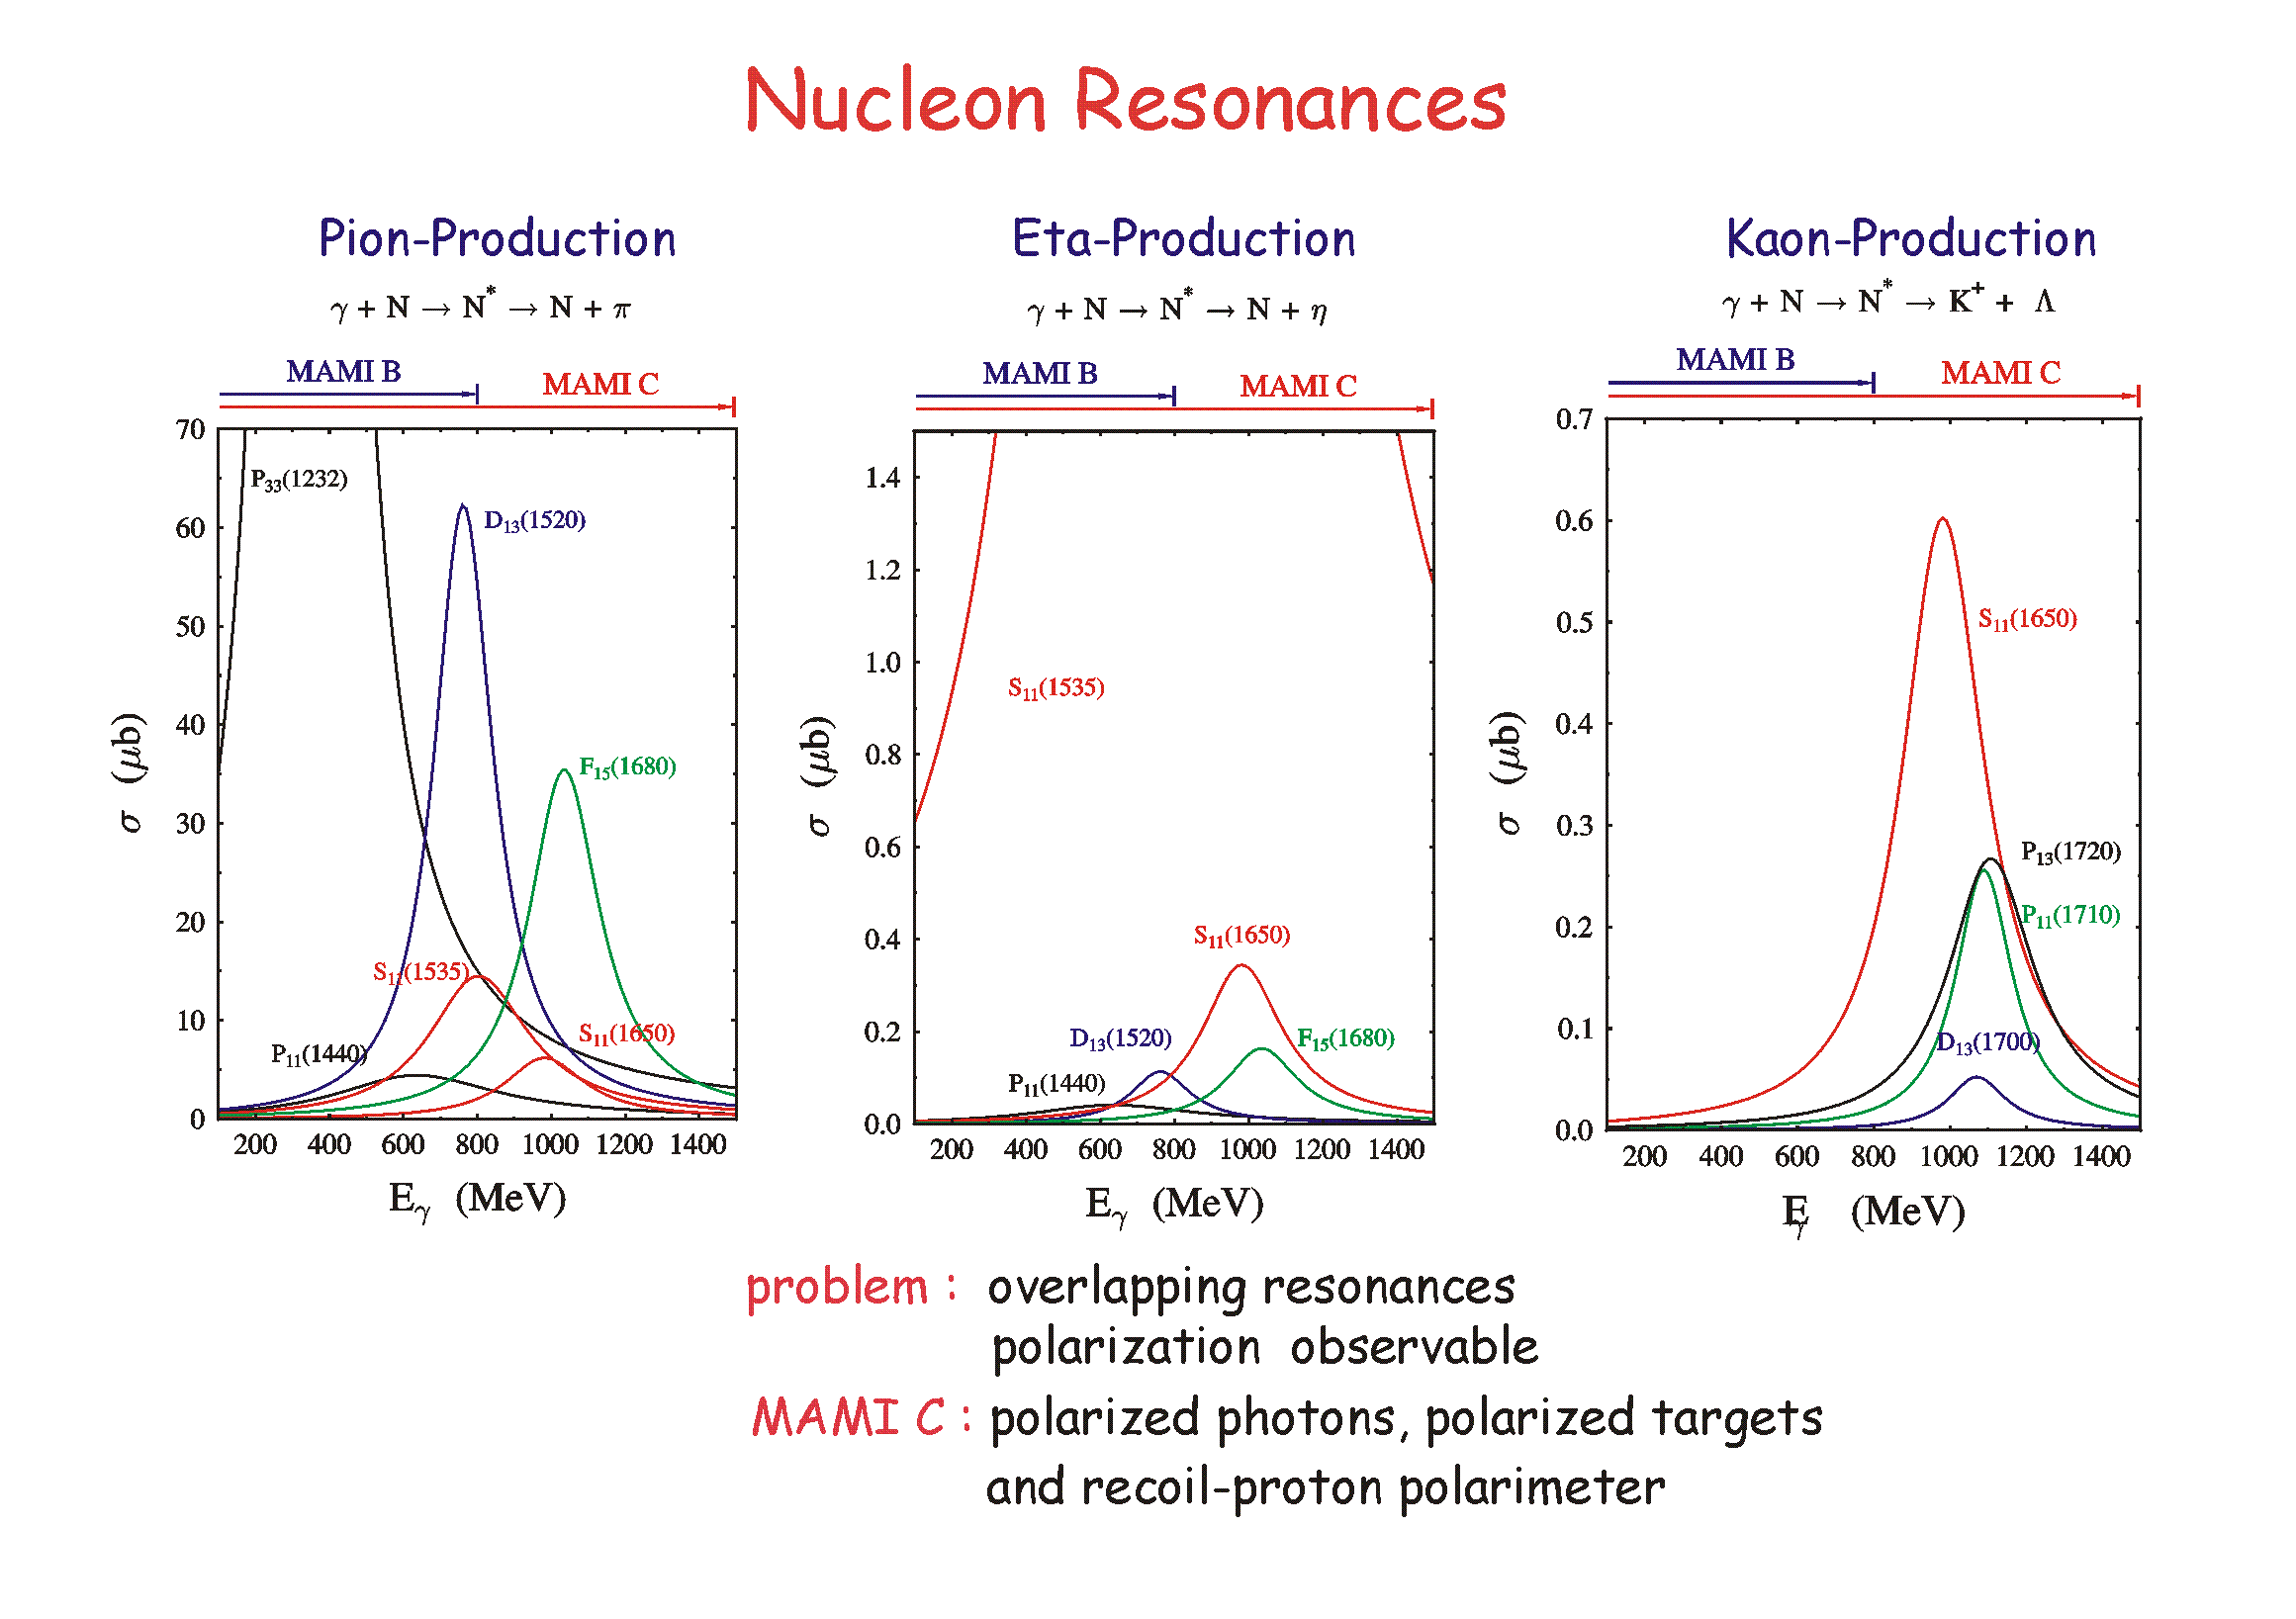 Nucleon Resonances
Pion-Production
γ + N → N* → N + π
MAMI B
MAMI C
70
60
50
40
30
20
10
0
σ (μb)
P₃₃(1232)
D₁₃(1520)
F₁₅(1680)
S₁₁(1535)
S₁₁(1650)
P₁₁(1440)
200 400 600 800 1000 1200 1400
Eᵧ (MeV)
Eta-Production
γ + N → N* → N + η
MAMI B
MAMI C
1.4
1.2
1.0
0.8
0.6
0.4
0.2
0.0
σ (μb)
S₁₁(1535)
S₁₁(1650)
D₁₃(1520)
F₁₅(1680)
P₁₁(1440)
200 400 600 800 1000 1200 1400
Eᵧ (MeV)
Kaon-Production
γ + N → N* → K⁺ + Λ
MAMI B
MAMI C
0.7
0.6
0.5
0.4
0.3
0.2
0.1
0.0
σ (μb)
S₁₁(1650)
P₁₃(1720)
P₁₁(1710)
D₁₃(1700)
200 400 600 800 1000 1200 1400
Eᵧ (MeV)
problem : overlapping resonances
polarization observable
MAMI C : polarized photons, polarized targets
and recoil-proton polarimeter